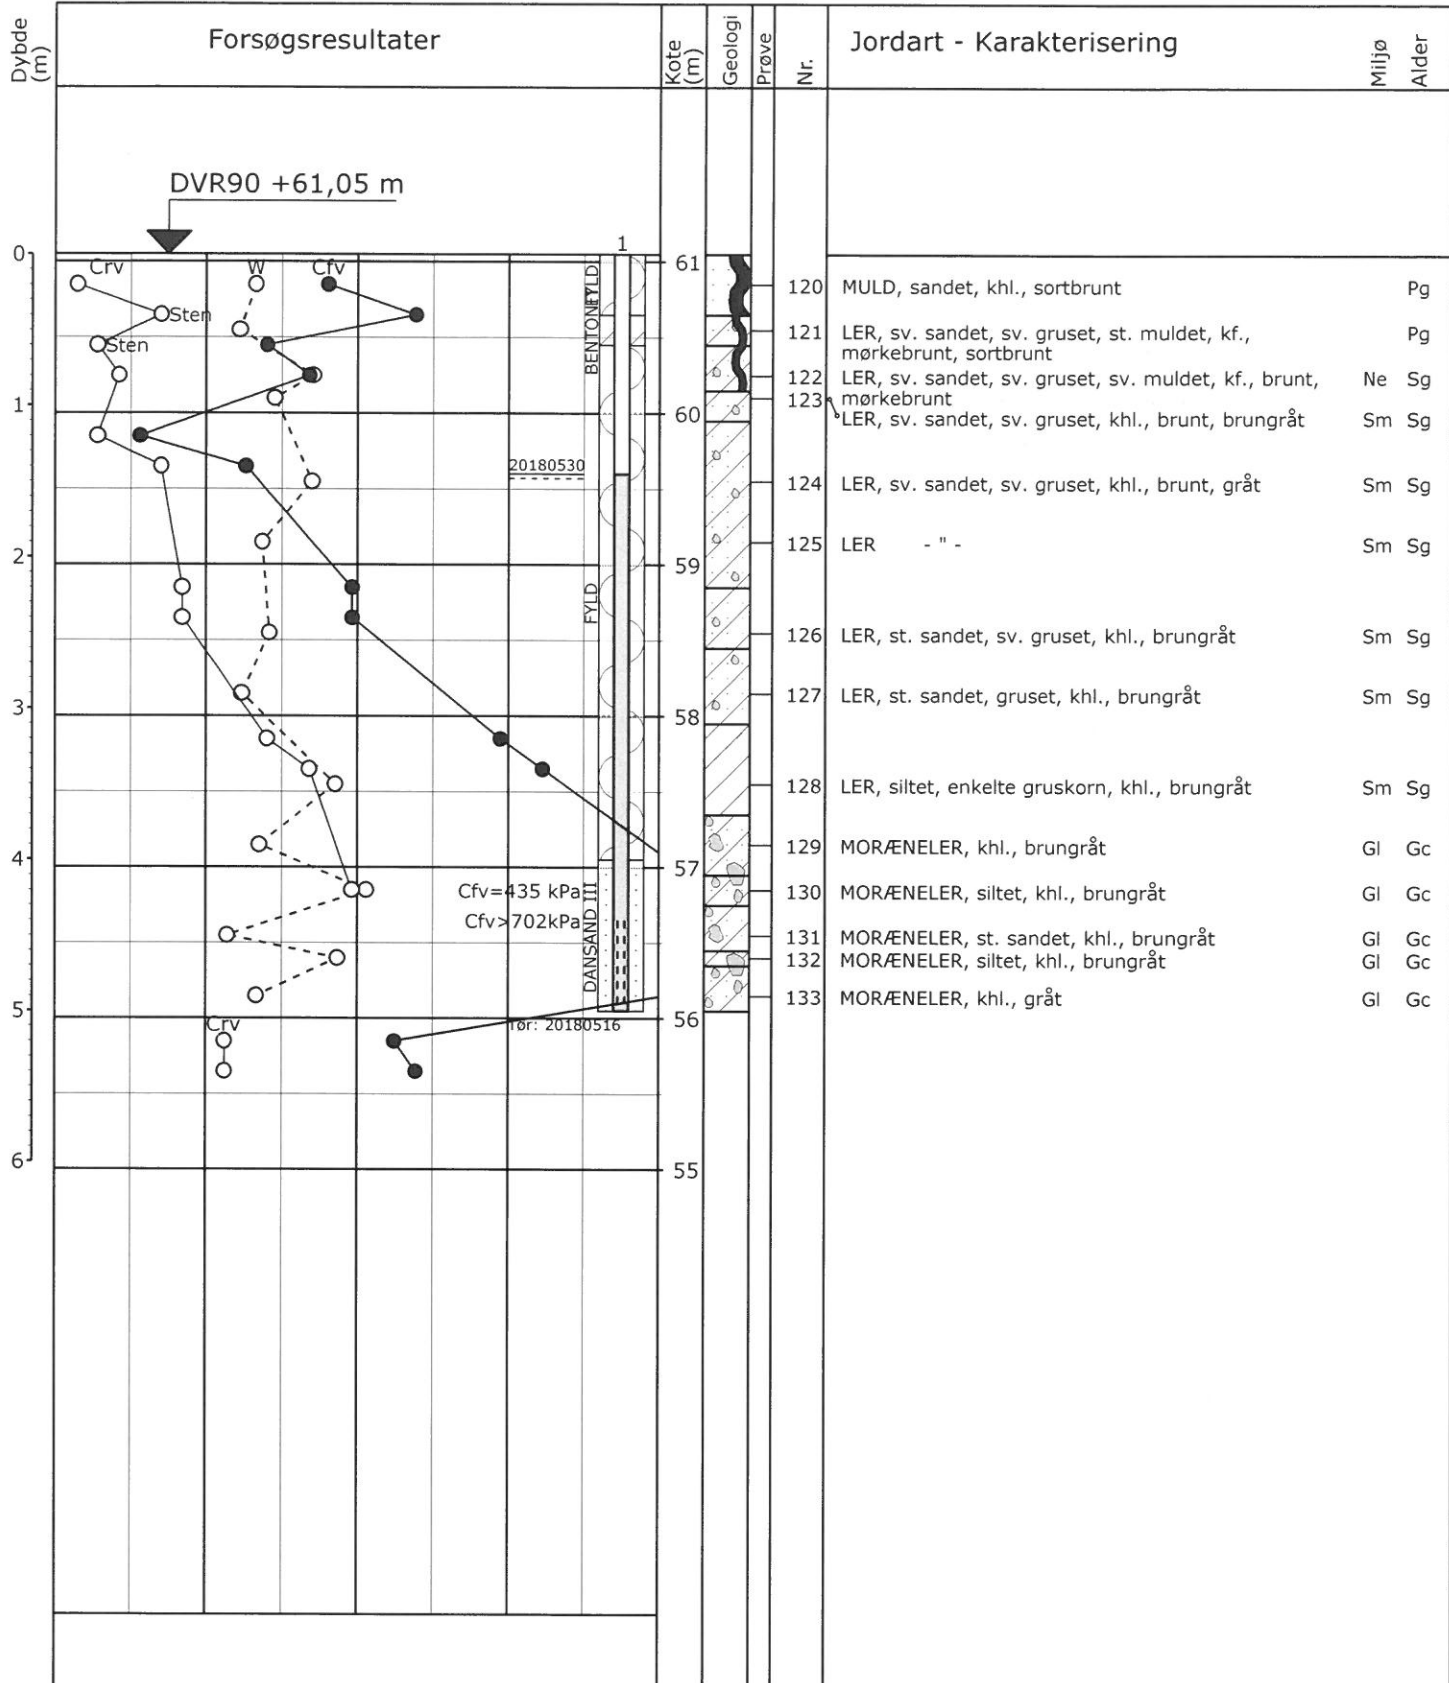 Dybde (m)
Forsøgsresultater
Kote (m)
Geologi
Prøve
Nr.
Jordart - Karakterisering
Miljø
Alder
DVR90 +61,05 m
0
1
61
Crv
W
Cfv
FYLD
120 MULD, sandet, khl., sortbrunt Pg
Sten
BENTONIT
121 LER, sv. sandet, sv. gruset, st. muldet, kf., Pg
mørkebrunt, sortbrunt
Sten
122 LER, sv. sandet, sv. gruset, sv. muldet, kf., brunt, Ne Sg
mørkebrunt
1
60
123 LER, sv. sandet, sv. gruset, khl., brunt, brungråt Sm Sg
20180530
124 LER, sv. sandet, sv. gruset, khl., brunt, gråt Sm Sg
125 LER - " - Sm Sg
2
59
FYLD
126 LER, st. sandet, sv. gruset, khl., brungråt Sm Sg
127 LER, st. sandet, gruset, khl., brungråt Sm Sg
3
58
128 LER, siltet, enkelte gruskorn, khl., brungråt Sm Sg
129 MORÆNELER, khl., brungråt Gl Gc
4
57
Cfv=435 kPa
130 MORÆNELER, siltet, khl., brungråt Gl Gc
Cfv>702kPa
DANSAND III
131 MORÆNELER, st. sandet, khl., brungråt Gl Gc
132 MORÆNELER, siltet, khl., brungråt Gl Gc
133 MORÆNELER, khl., gråt Gl Gc
5
56
Crv
Tør: 20180516
6
55